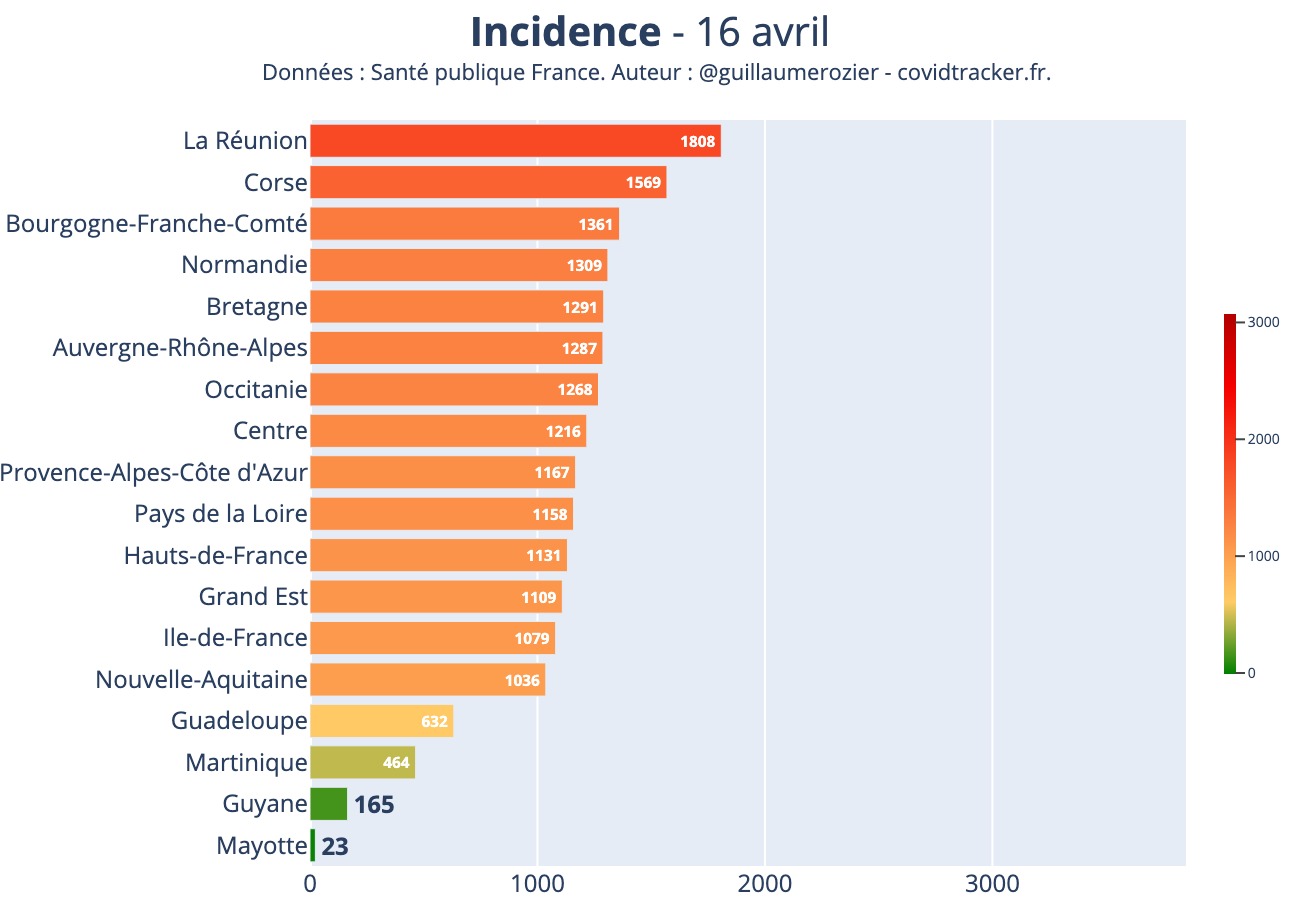 Incidence - 16 avril
Données : Santé publique France. Auteur : @guillaumerozier - covidtracker.fr.
La Réunion 1808
Corse 1569
Bourgogne-Franche-Comté 1361
Normandie 1309
Bretagne 1291
Auvergne-Rhône-Alpes 1287
Occitanie 1268
Centre 1216
Provence-Alpes-Côte d'Azur 1167
Pays de la Loire 1158
Hauts-de-France 1131
Grand Est 1109
Ile-de-France 1079
Nouvelle-Aquitaine 1036
Guadeloupe 632
Martinique 464
Guyane 165
Mayotte 23
0 1000 2000 3000
3000
2000
1000
0